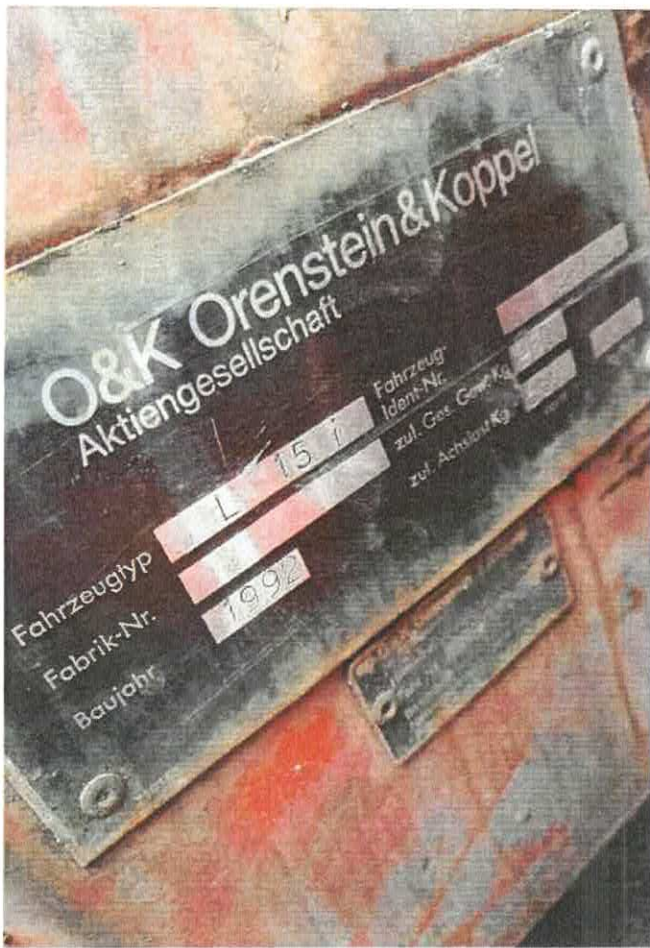 O&K Orenstein&Koppel
Aktiengesellschaft
Fahrzeugtyp L 15 i
Fabrik-Nr.
Baujahr 1992
Fahrzeug-
Ident-Nr.
zul. Ges. Gew. Kg
zul. Achslast Kg